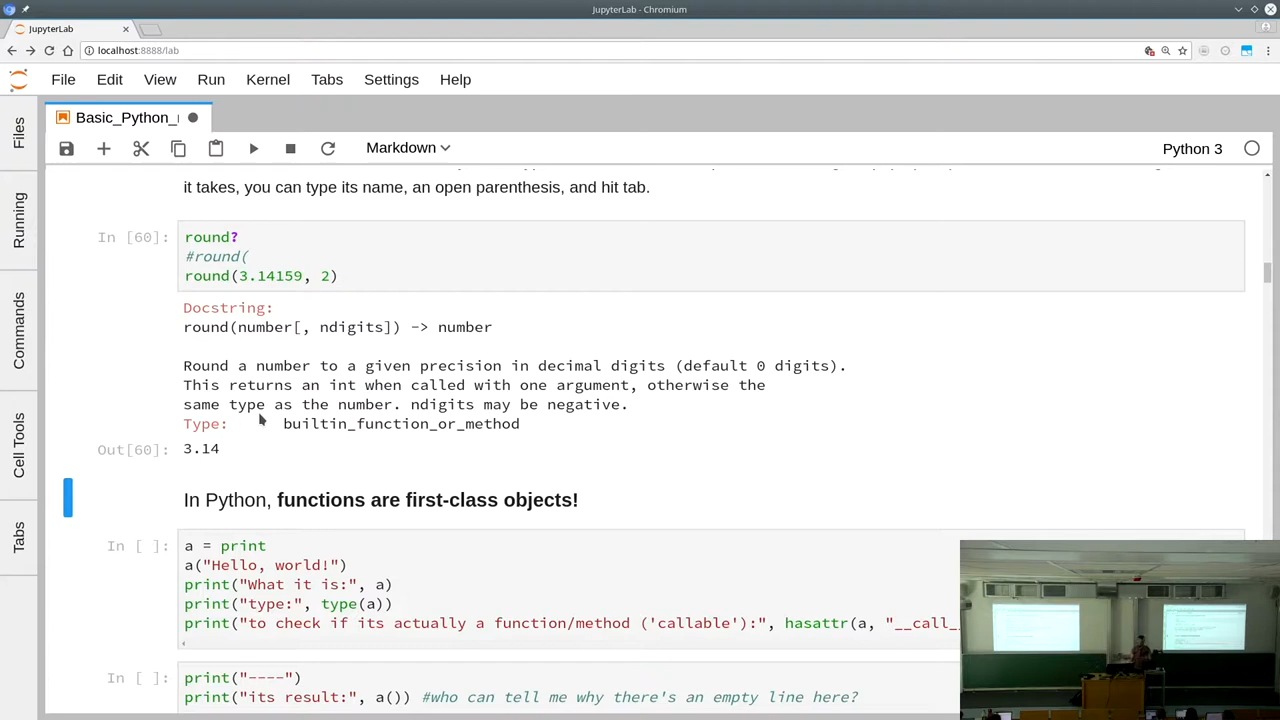 JupyterLab - Chromium
JupyterLab
localhost:8888/lab
File Edit View Run Kernel Tabs Settings Help
Files
Running
Commands
Cell Tools
Tabs
Basic_Python_
Markdown
Python 3
it takes, you can type its name, an open parenthesis, and hit tab.
In [60]:
round?
#round(
round(3.14159, 2)
Docstring:
round(number[, ndigits]) -> number
Round a number to a given precision in decimal digits (default 0 digits).
This returns an int when called with one argument, otherwise the
same type as the number. ndigits may be negative.
Type: builtin_function_or_method
Out[60]: 3.14
In Python, functions are first-class objects!
In [ ]:
a = print
a("Hello, world!")
print("What it is:", a)
print("type:", type(a))
print("to check if its actually a function/method ('callable'):", hasattr(a, "__call_
In [ ]:
print("----")
print("its result:", a()) #who can tell me why there's an empty line here?